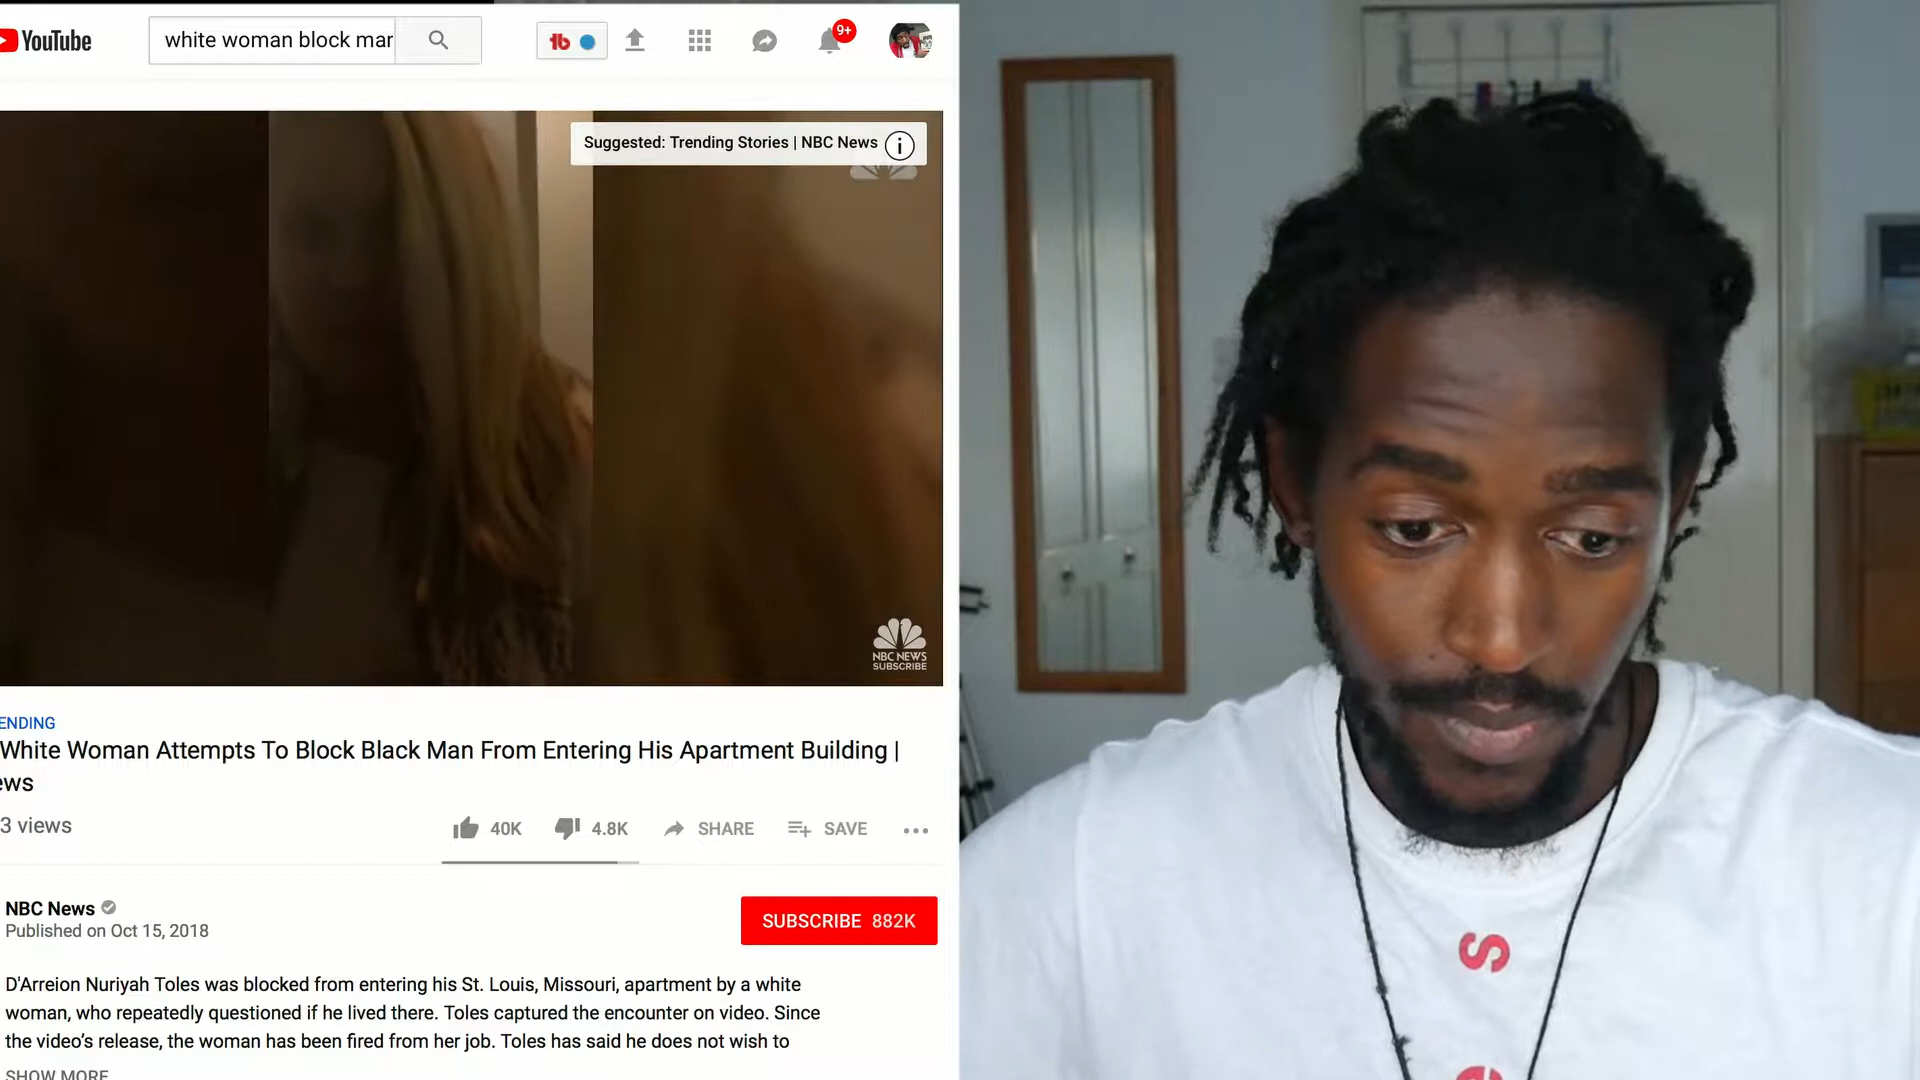 YouTube
white woman block mar
9+
Suggested: Trending Stories | NBC News
NBC NEWS
SUBSCRIBE
ENDING
White Woman Attempts To Block Black Man From Entering His Apartment Building |
ews
3 views
40K
4.8K
SHARE
SAVE
NBC News
Published on Oct 15, 2018
SUBSCRIBE 882K
D'Arreion Nuriyah Toles was blocked from entering his St. Louis, Missouri, apartment by a white
woman, who repeatedly questioned if he lived there. Toles captured the encounter on video. Since
the video's release, the woman has been fired from her job. Toles has said he does not wish to
SHOW MORE
s